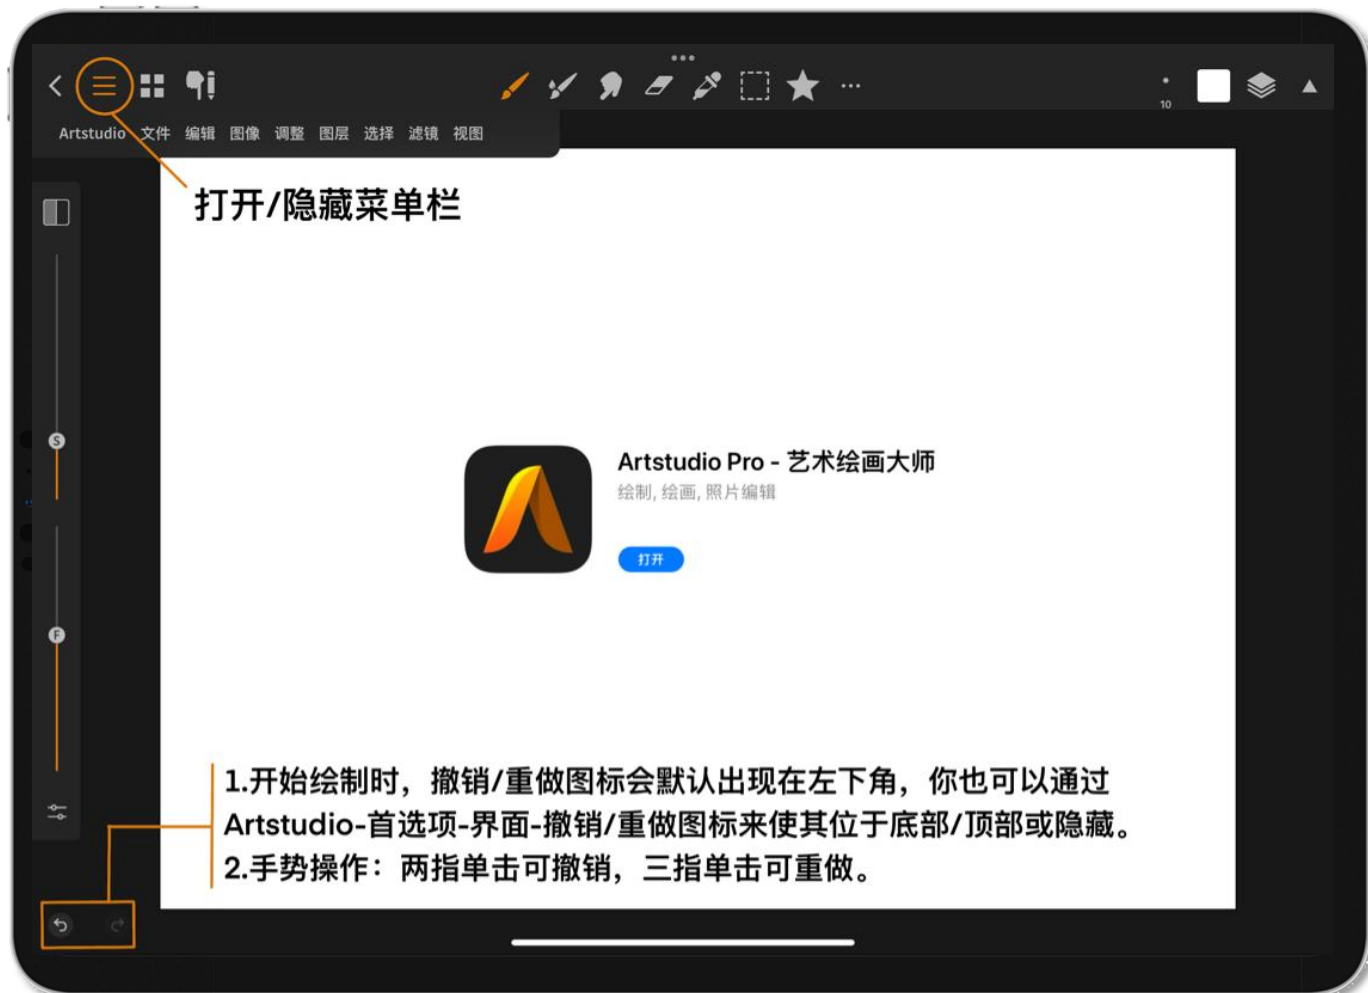 10
Artstudio 文件 编辑 图像 调整 图层 选择 滤镜 视图
打开/隐藏菜单栏
S
Artstudio Pro - 艺术绘画大师
绘制, 绘画, 照片编辑
打开
F
1.开始绘制时，撤销/重做图标会默认出现在左下角，你也可以通过
Artstudio-首选项-界面-撤销/重做图标来使其位于底部/顶部或隐藏。
2.手势操作：两指单击可撤销，三指单击可重做。